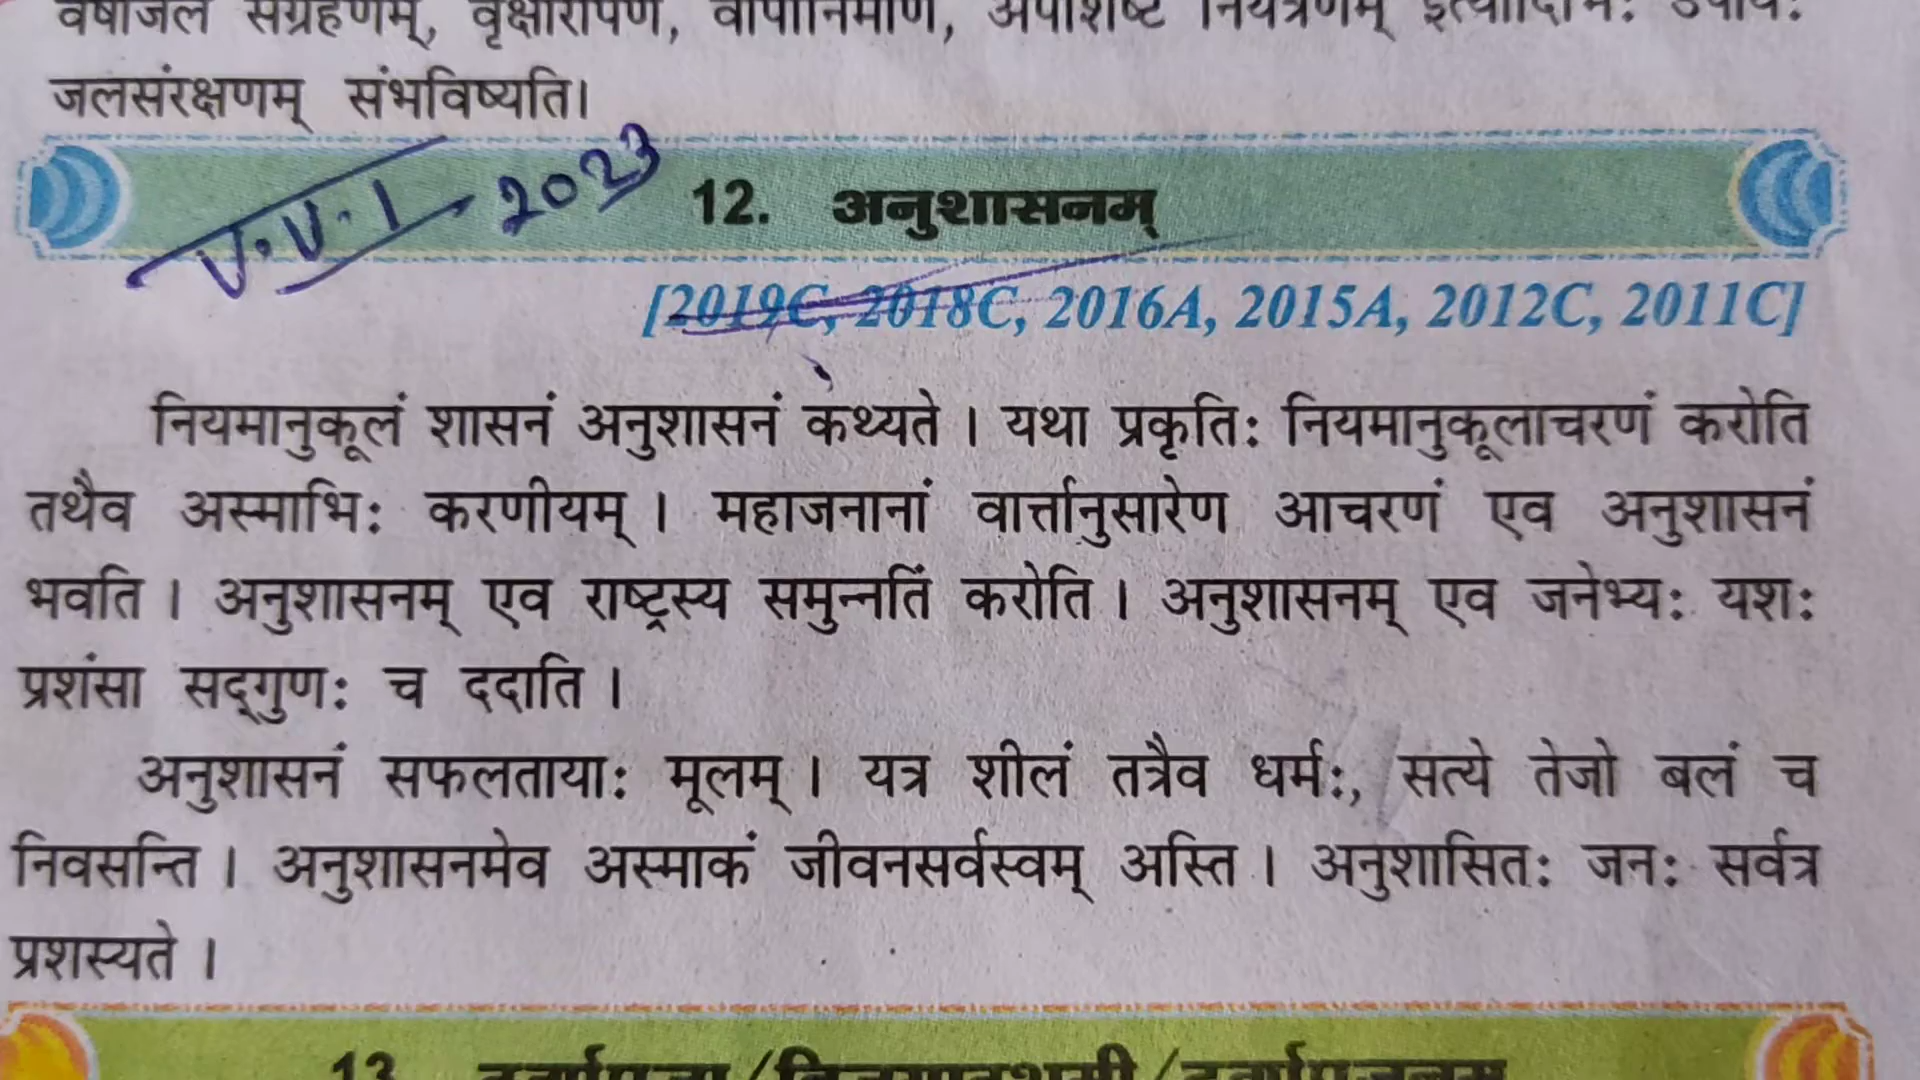 वर्षाजल संग्रहणम्, वृक्षारोपण, वापीनिर्माण, अपशिष्ट नियंत्रणम् इत्यादिभिः उपायैः
जलसंरक्षणम् संभविष्यति।
V.V.I 2023
12. अनुशासनम्
[2019C, 2018C, 2016A, 2015A, 2012C, 2011C]
नियमानुकूलं शासनं अनुशासनं कथ्यते । यथा प्रकृतिः नियमानुकूलाचरणं करोति
तथैव अस्माभिः करणीयम् । महाजनानां वार्त्तानुसारेण आचरणं एव अनुशासनं
भवति । अनुशासनम् एव राष्ट्रस्य समुन्नतिं करोति । अनुशासनम् एव जनेभ्यः यशः
प्रशंसा सद्‌गुणः च ददाति ।
अनुशासनं सफलतायाः मूलम् । यत्र शीलं तत्रैव धर्मः, सत्ये तेजो बलं च
निवसन्ति । अनुशासनमेव अस्माकं जीवनसर्वस्वम् अस्ति । अनुशासितः जनः सर्वत्र
प्रशस्यते ।
13.